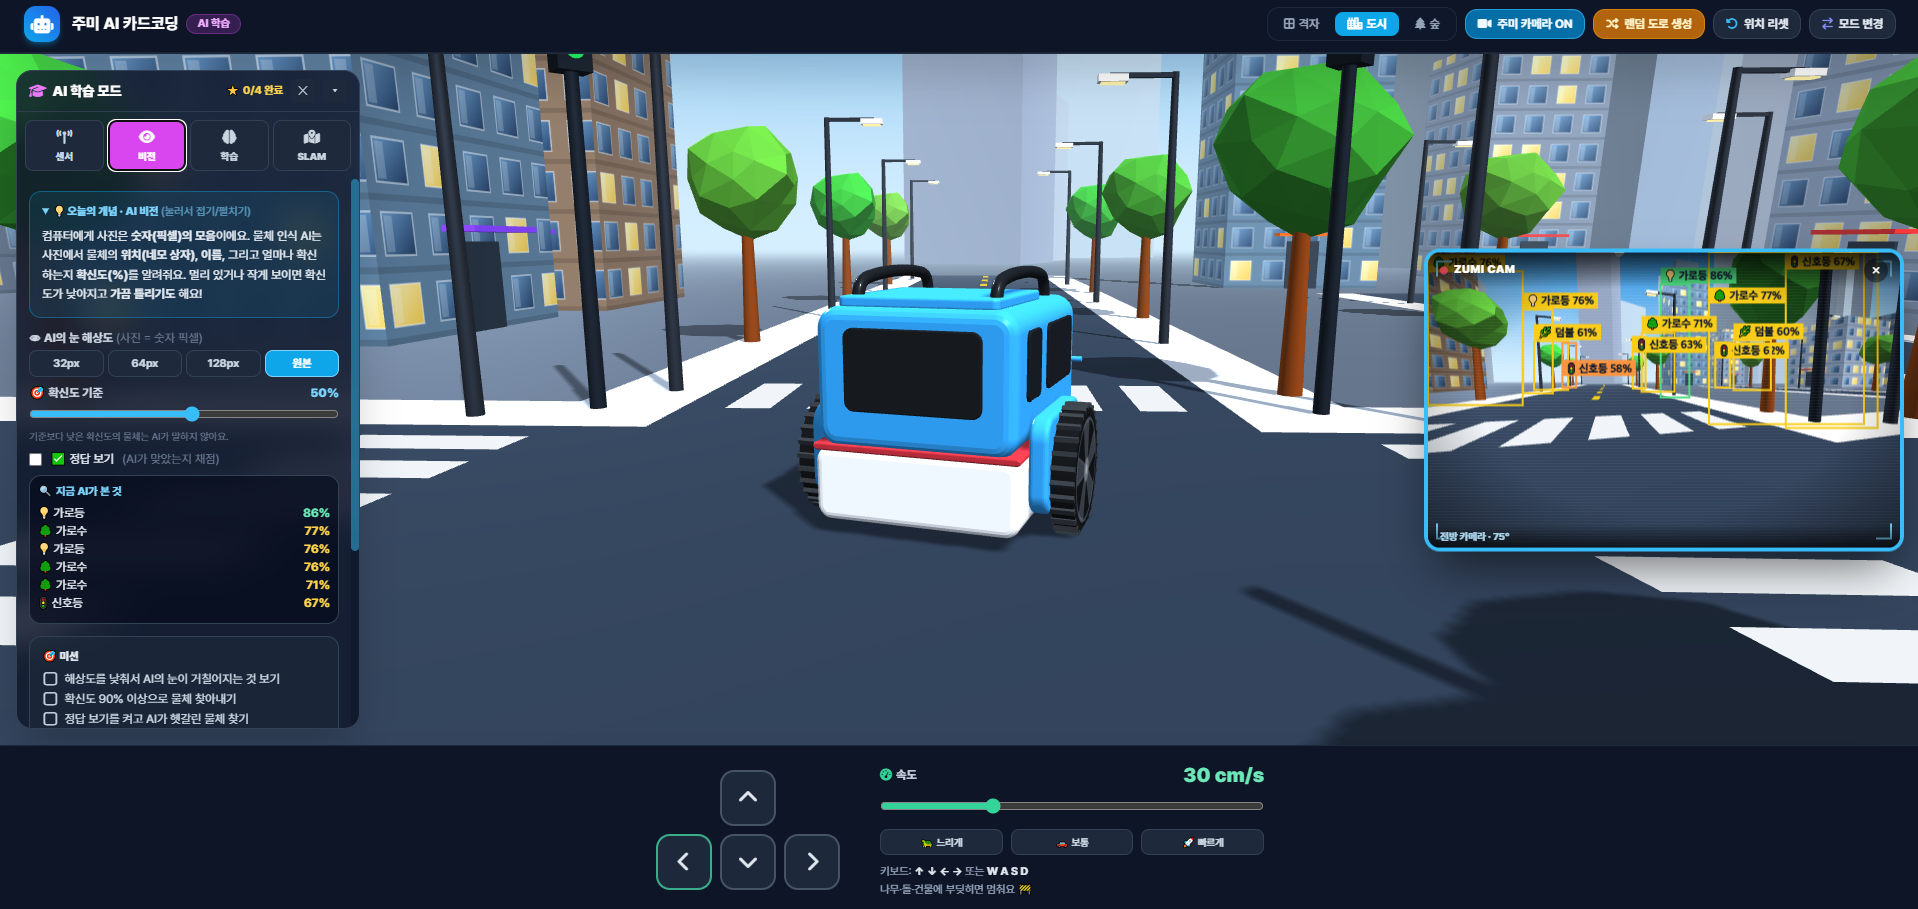 주미 AI 카드코딩
AI 학습
격자
도시
숲
주미 카메라 ON
랜덤 도로 생성
위치 리셋
모드 변경
AI 학습 모드
★ 0/4 완료
센서
비전
학습
SLAM
▼ 오늘의 개념 · AI 비전 (눌러서 접기/펼치기)
컴퓨터에게 사진은 숫자(픽셀)의 모음이에요. 물체 인식 AI는
사진에서 물체의 위치(네모 상자), 이름, 그리고 얼마나 확신
하는지 확신도(%)를 알려줘요. 멀리 있거나 작게 보이면 확신
도가 낮아지고 가끔 틀리기도 해요!
AI의 눈 해상도 (사진 = 숫자 픽셀)
32px
64px
128px
원본
확신도 기준
50%
기준보다 낮은 확신도의 물체는 AI가 말하지 않아요.
정답 보기 (AI가 맞았는지 채점)
지금 AI가 본 것
가로등 86%
가로수 77%
가로등 76%
가로수 76%
가로수 71%
신호등 67%
미션
해상도를 낮춰서 AI의 눈이 거칠어지는 것 보기
확신도 90% 이상으로 물체 찾아내기
정답 보기를 켜고 AI가 헷갈린 물체 찾기
ZUMI CAM
신호등 67%
가로등 86%
가로등 76%
가로수 77%
가로수 71%
덤불 61%
덤불 60%
신호등 63%
신호등 62%
신호등 58%
전방 카메라 · 75°
속도
30 cm/s
느리게
보통
빠르게
키보드: ↑ ↓ ← → 또는 W A S D
나무·돌·건물에 부딪히면 멈춰요